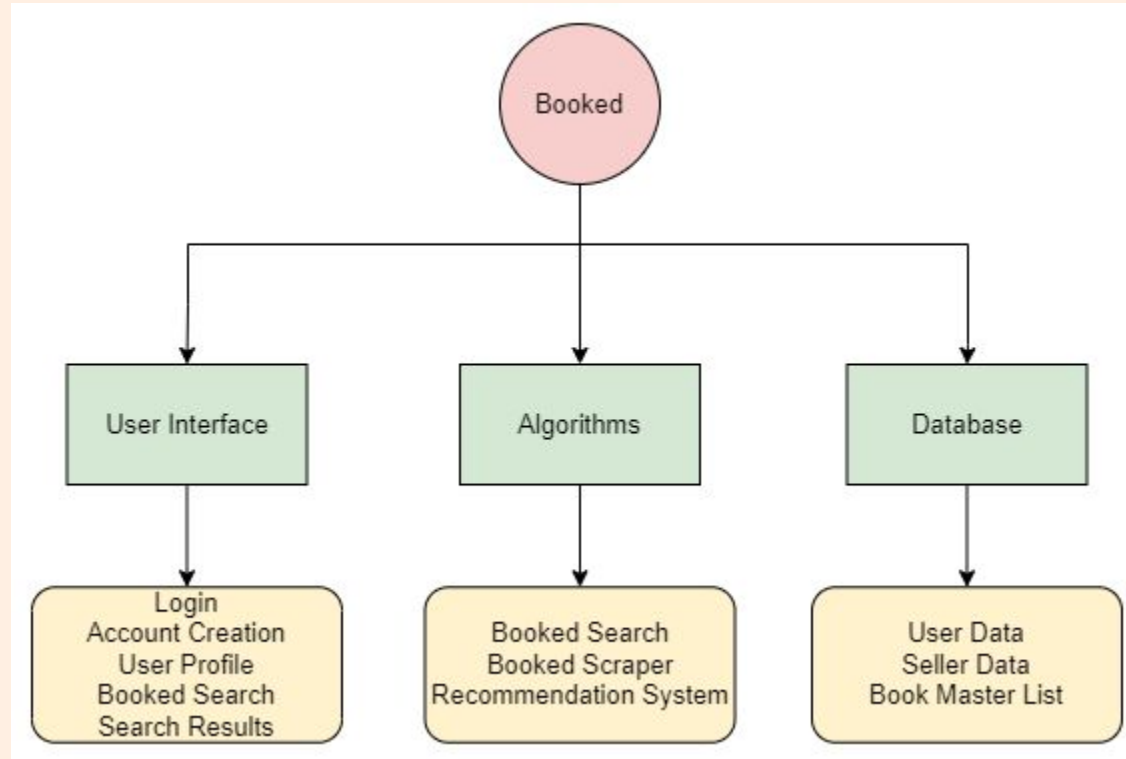 Booked
User Interface
Algorithms
Database
Login
Account Creation
User Profile
Booked Search
Search Results
Booked Search
Booked Scraper
Recommendation System
User Data
Seller Data
Book Master List